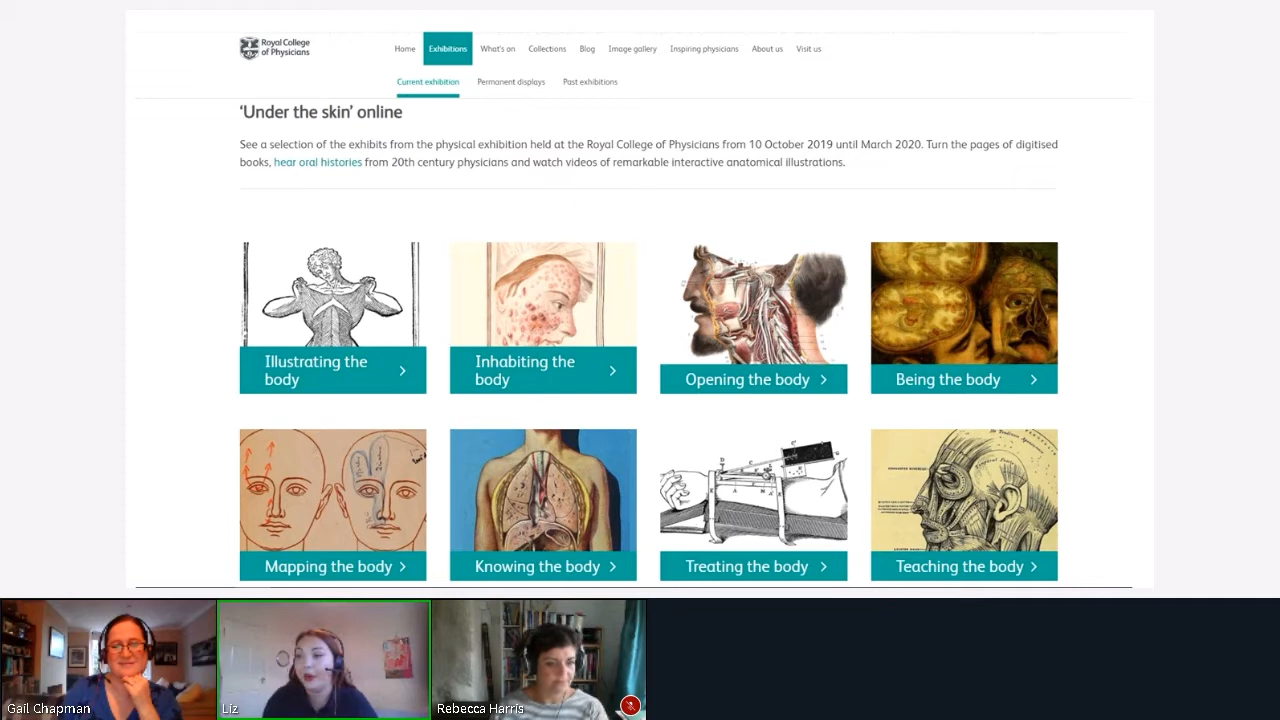 Royal College
of Physicians
Home Exhibitions What's on Collections Blog Image gallery Inspiring physicians About us Visit us
Current exhibition Permanent displays Past exhibitions
'Under the skin' online
See a selection of the exhibits from the physical exhibition held at the Royal College of Physicians from 10 October 2019 until March 2020. Turn the pages of digitised
books, hear oral histories from 20th century physicians and watch videos of remarkable interactive anatomical illustrations.
Illustrating the
body
Inhabiting the
body
Opening the body
Being the body
Mapping the body
Knowing the body
Treating the body
Teaching the body
Gail Chapman
Liz
Rebecca Harris